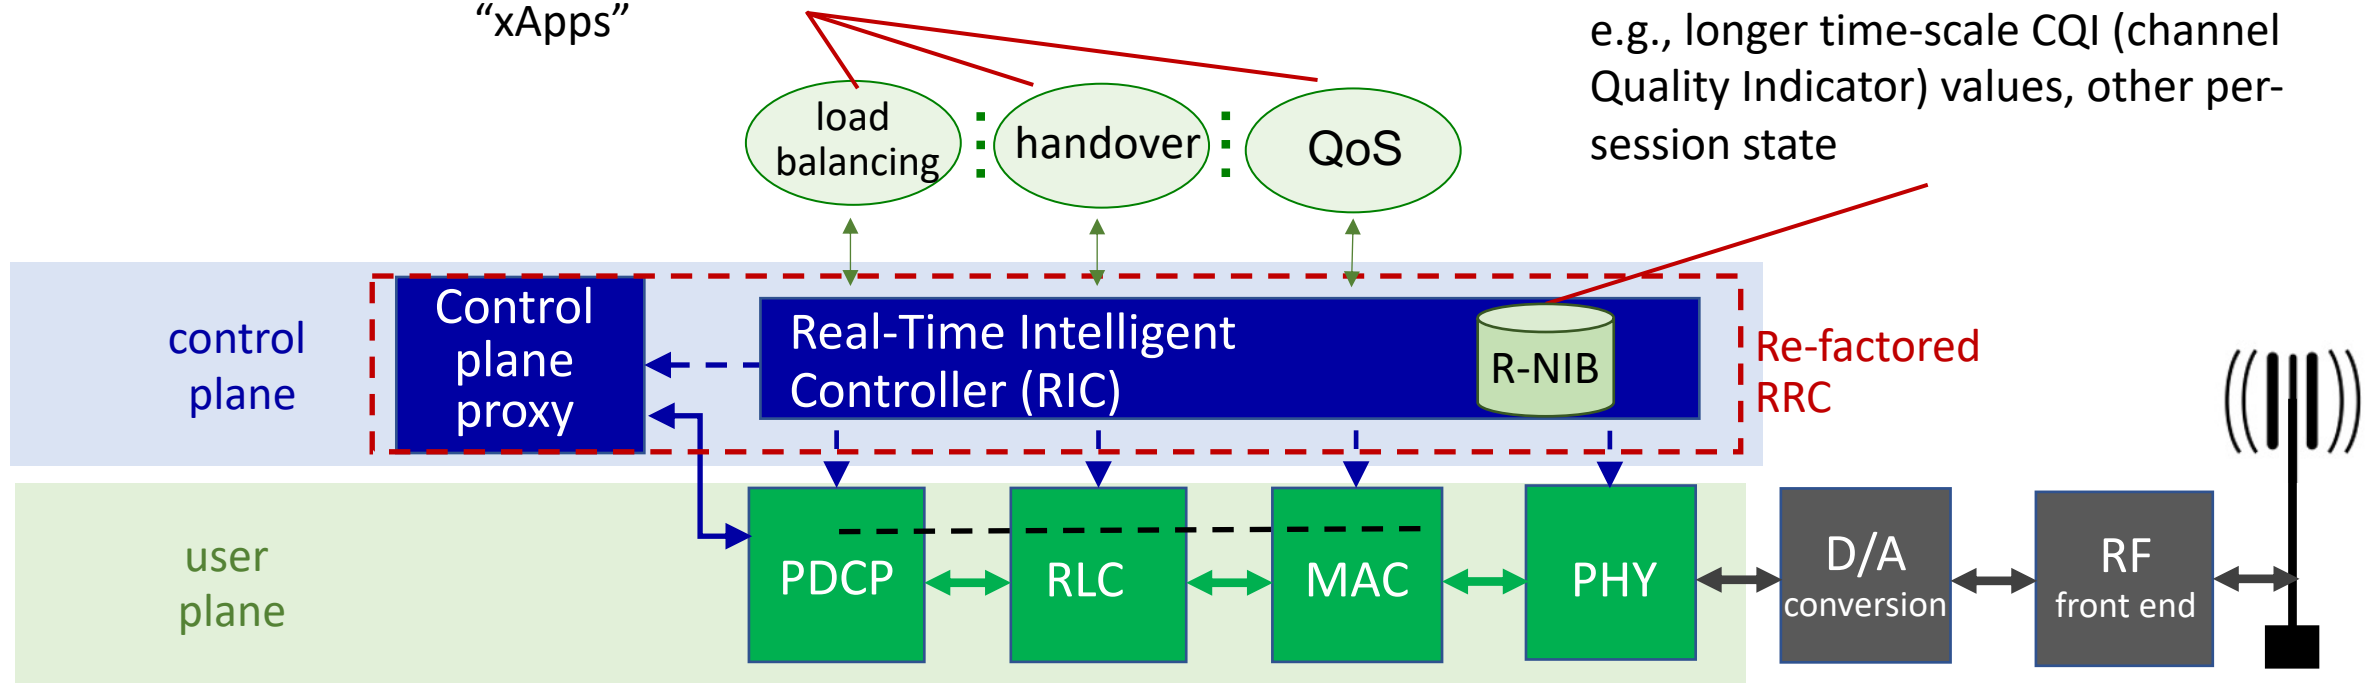 “xApps”
e.g., longer time-scale CQI (channel
Quality Indicator) values, other per-
session state
load
balancing
handover
QoS
control
plane
Control
plane
proxy
Real-Time Intelligent
Controller (RIC)
R-NIB
Re-factored
RRC
user
plane
PDCP
RLC
MAC
PHY
D/A
conversion
RF
front end